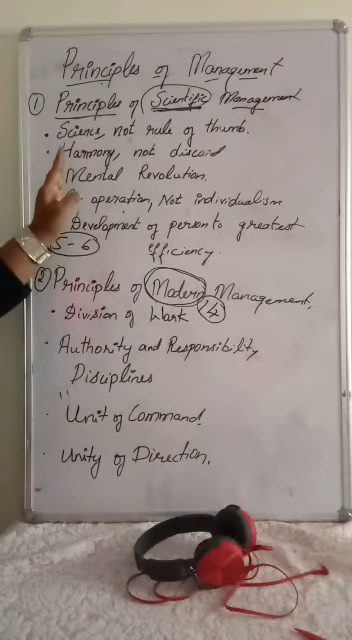 Principles of Management
① Principles of Scientific Management
• Science, not rule of thumb.
• Harmony, not discord
Mental Revolution.
operation, Not individualism
Development of person to greatest
5-6 efficiency.
② Principles of Modern Management.
• Division of Work 14
• Authority and Responsibility
Disciplines
• Unit of Command.
• Unity of Direction.